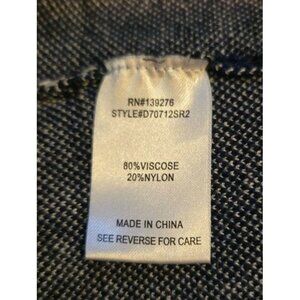 RN#139276
STYLE#D70712SR2
80%VISCOSE
20%NYLON
MADE IN CHINA
SEE REVERSE FOR CARE